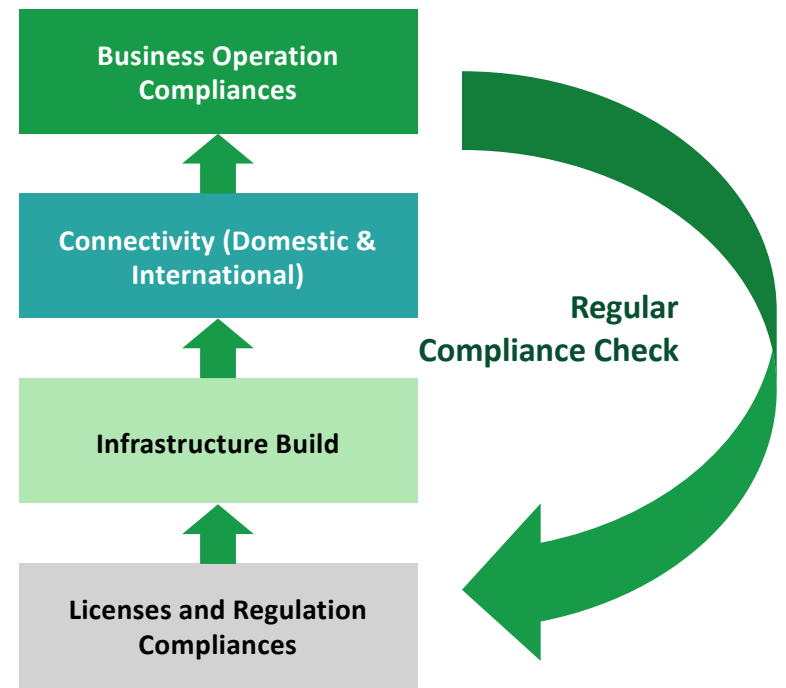 Business Operation
Compliances
Connectivity (Domestic &
International)
Regular
Compliance Check
Infrastructure Build
Licenses and Regulation
Compliances